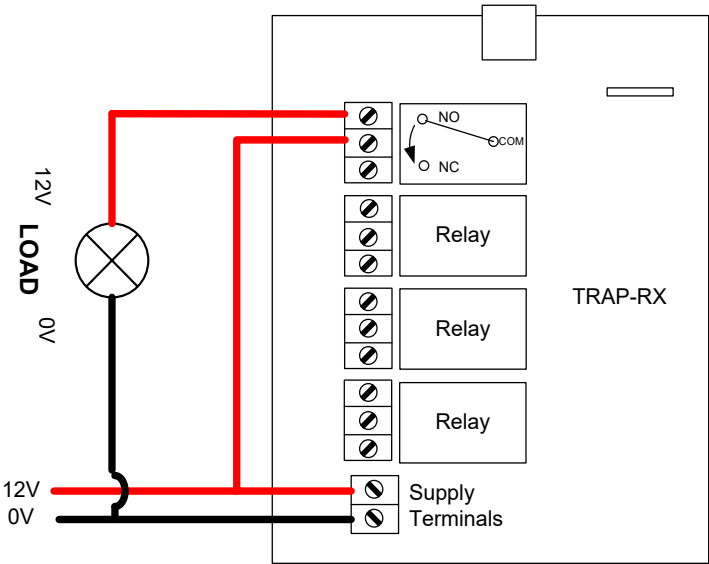 NO
COM
NC
12V
LOAD
0V
Relay
TRAP-RX
Relay
Relay
12V
0V
Supply
Terminals